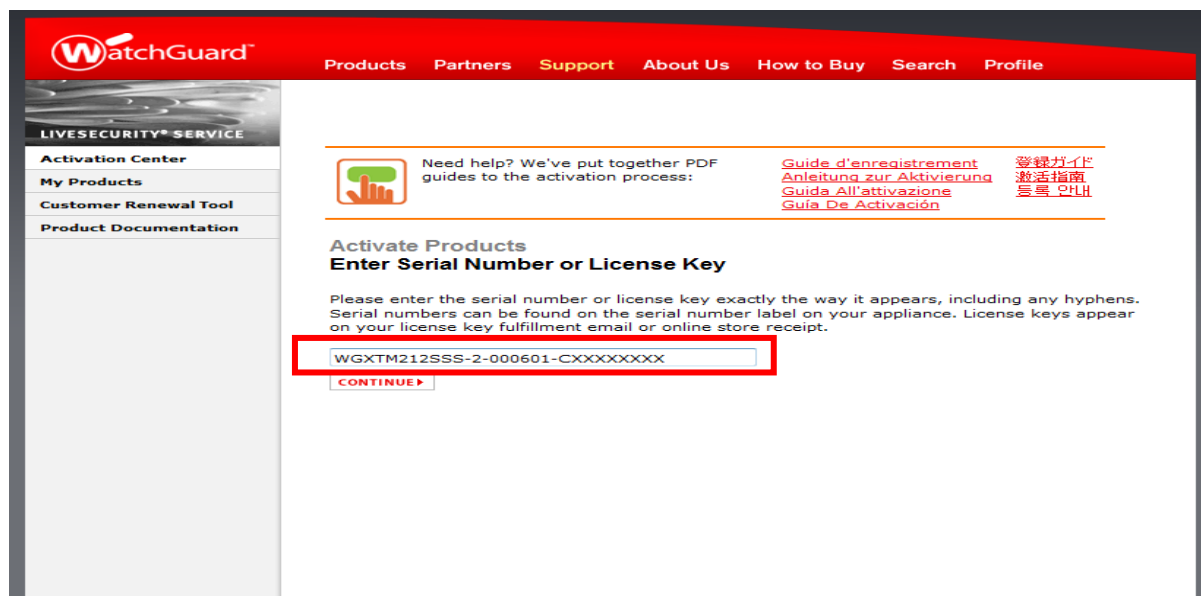 WatchGuard™
Products Partners Support About Us How to Buy Search Profile
LIVESECURITY® SERVICE
Activation Center
My Products
Customer Renewal Tool
Product Documentation
Need help? We've put together PDF
guides to the activation process:
Guide d'enregistrement
Anleitung zur Aktivierung
Guida All'attivazione
Guía De Activación
登録ガイド
激活指南
등록 안내
Activate Products
Enter Serial Number or License Key
Please enter the serial number or license key exactly the way it appears, including any hyphens.
Serial numbers can be found on the serial number label on your appliance. License keys appear
on your license key fulfillment email or online store receipt.
WGXTM212SSS-2-000601-CXXXXXXXX
CONTINUE